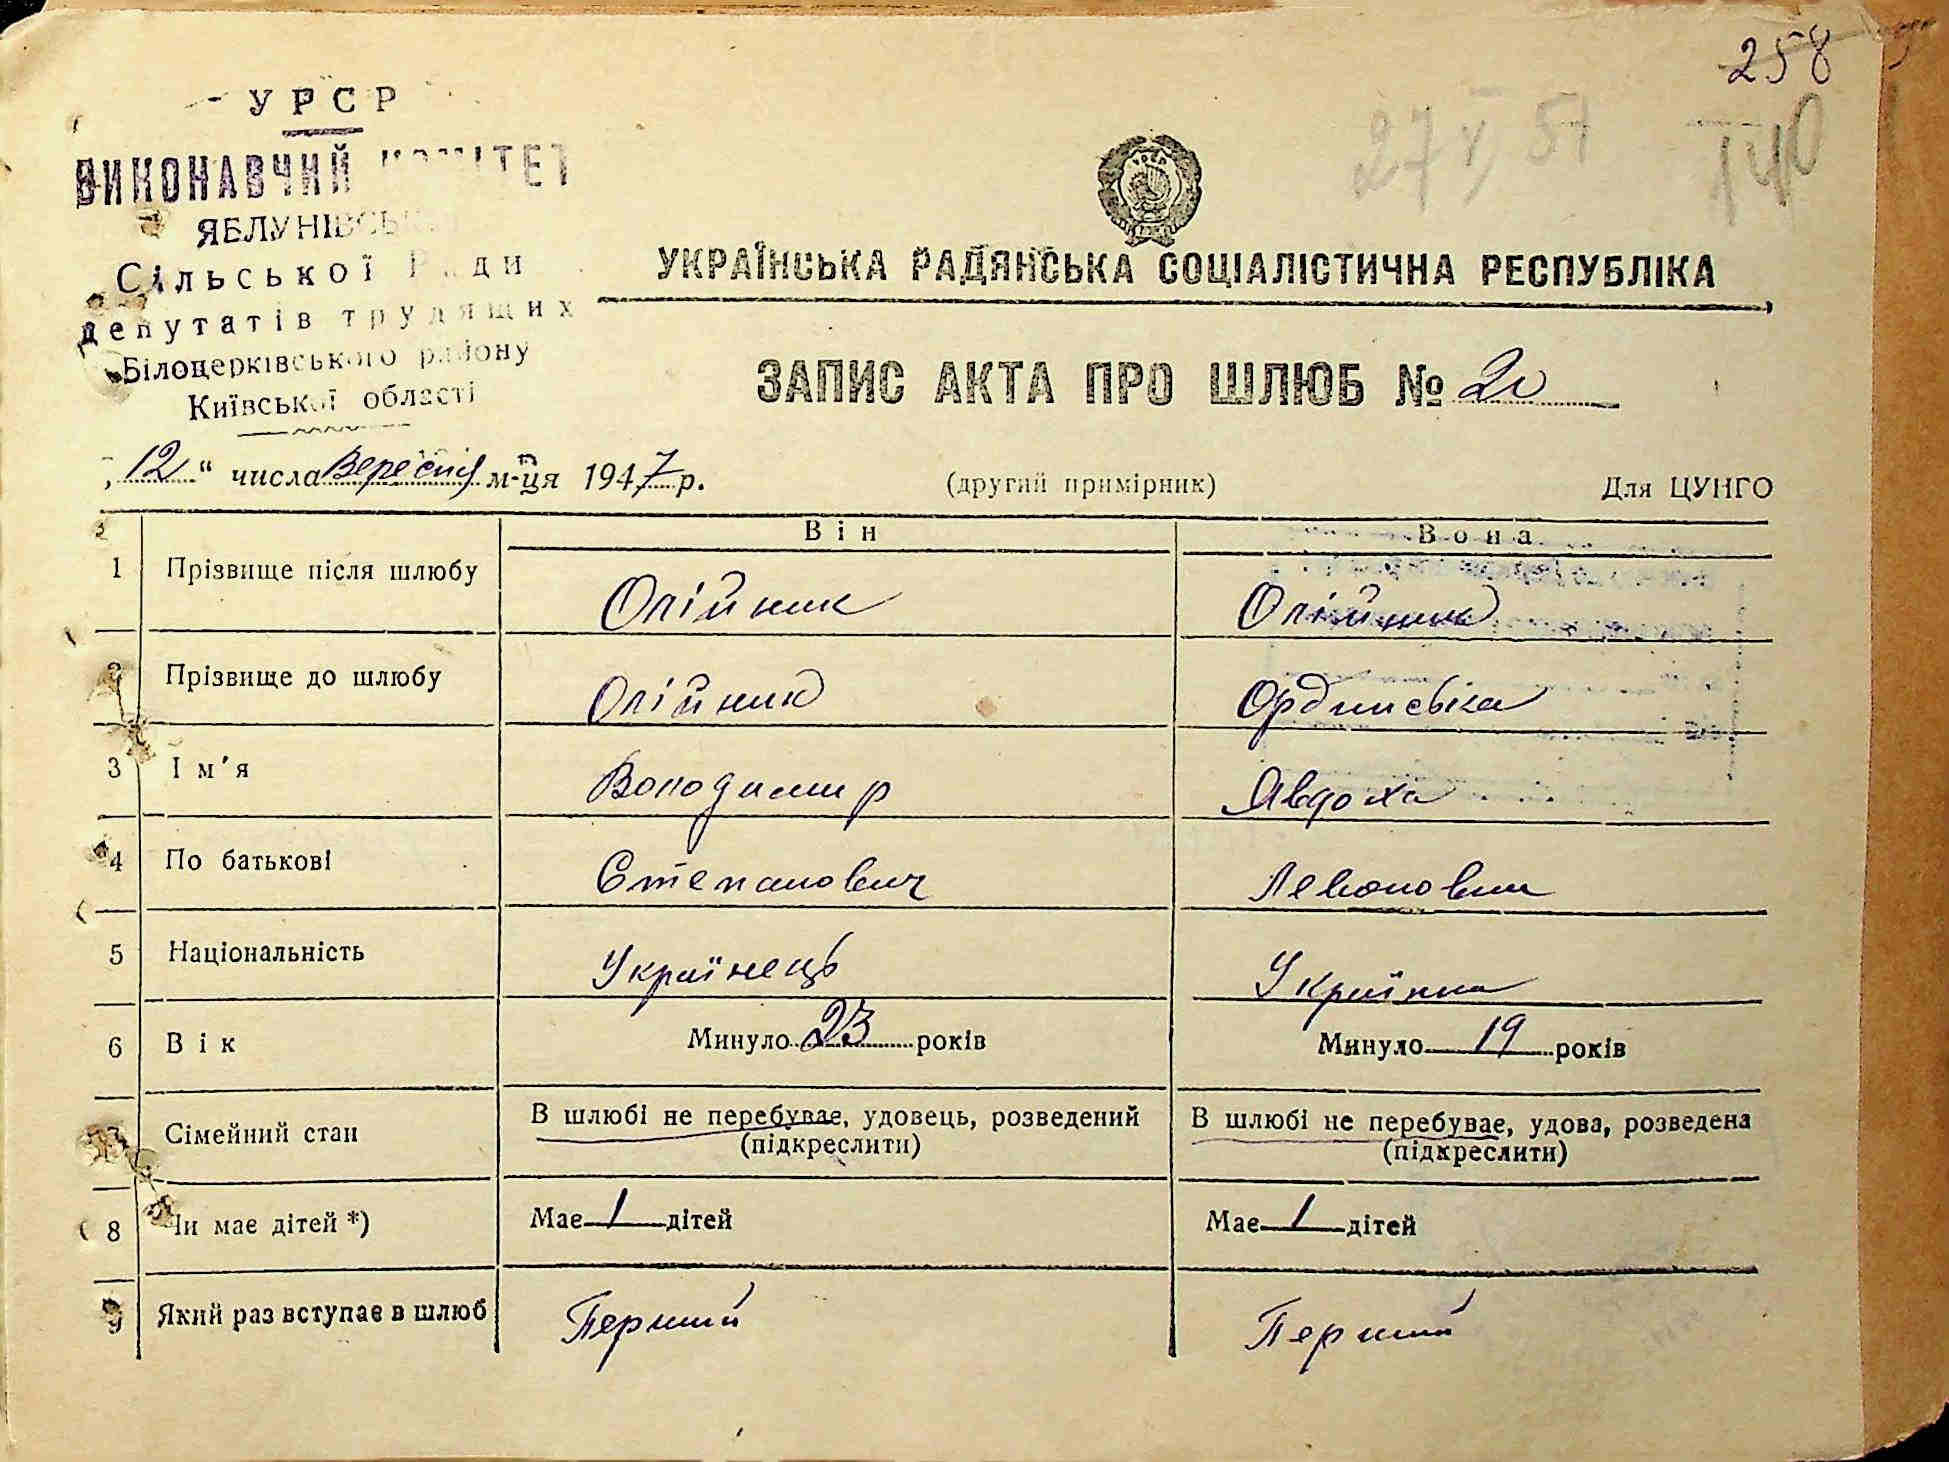 258
140
27 V 51
УРСР
ВИКОНАВЧИЙ КОМІТЕТ
ЯБЛУНІВСЬКОЇ
Сільської Ради
депутатів трудящих
Білоцерківського району
Київської області
УКРАЇНСЬКА РАДЯНСЬКА СОЦІАЛІСТИЧНА РЕСПУБЛІКА
ЗАПИС АКТА ПРО ШЛЮБ № 20
„12“ числа Вересня м-ця 1947 р. (другий примірник) Для ЦУНГО
Він Вона
1 Прізвище після шлюбу Олійник Олійник
2 Прізвище до шлюбу Олійник Ординська
3 Ім'я Володимир Явдоха
4 По батькові Степанович Левоновна
5 Національність Українець Українка
6 Вік Минуло 23 років Минуло 19 років
7 Сімейний стан В шлюбі не перебуває, удовець, розведений В шлюбі не перебуває, удова, розведена
(підкреслити) (підкреслити)
8 Чи має дітей *) Має 1 дітей Має 1 дітей
9 Який раз вступає в шлюб Перший Перший